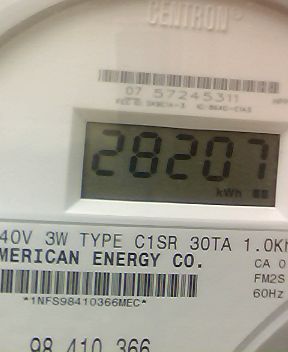 CENTRON®
07 57245311
28207
kWh
40V 3W TYPE C1SR 30TA 1.0Kh
MERICAN ENERGY CO.
CA 0
FM2S
60Hz
*1NFS98410366MEC*
98 410 366